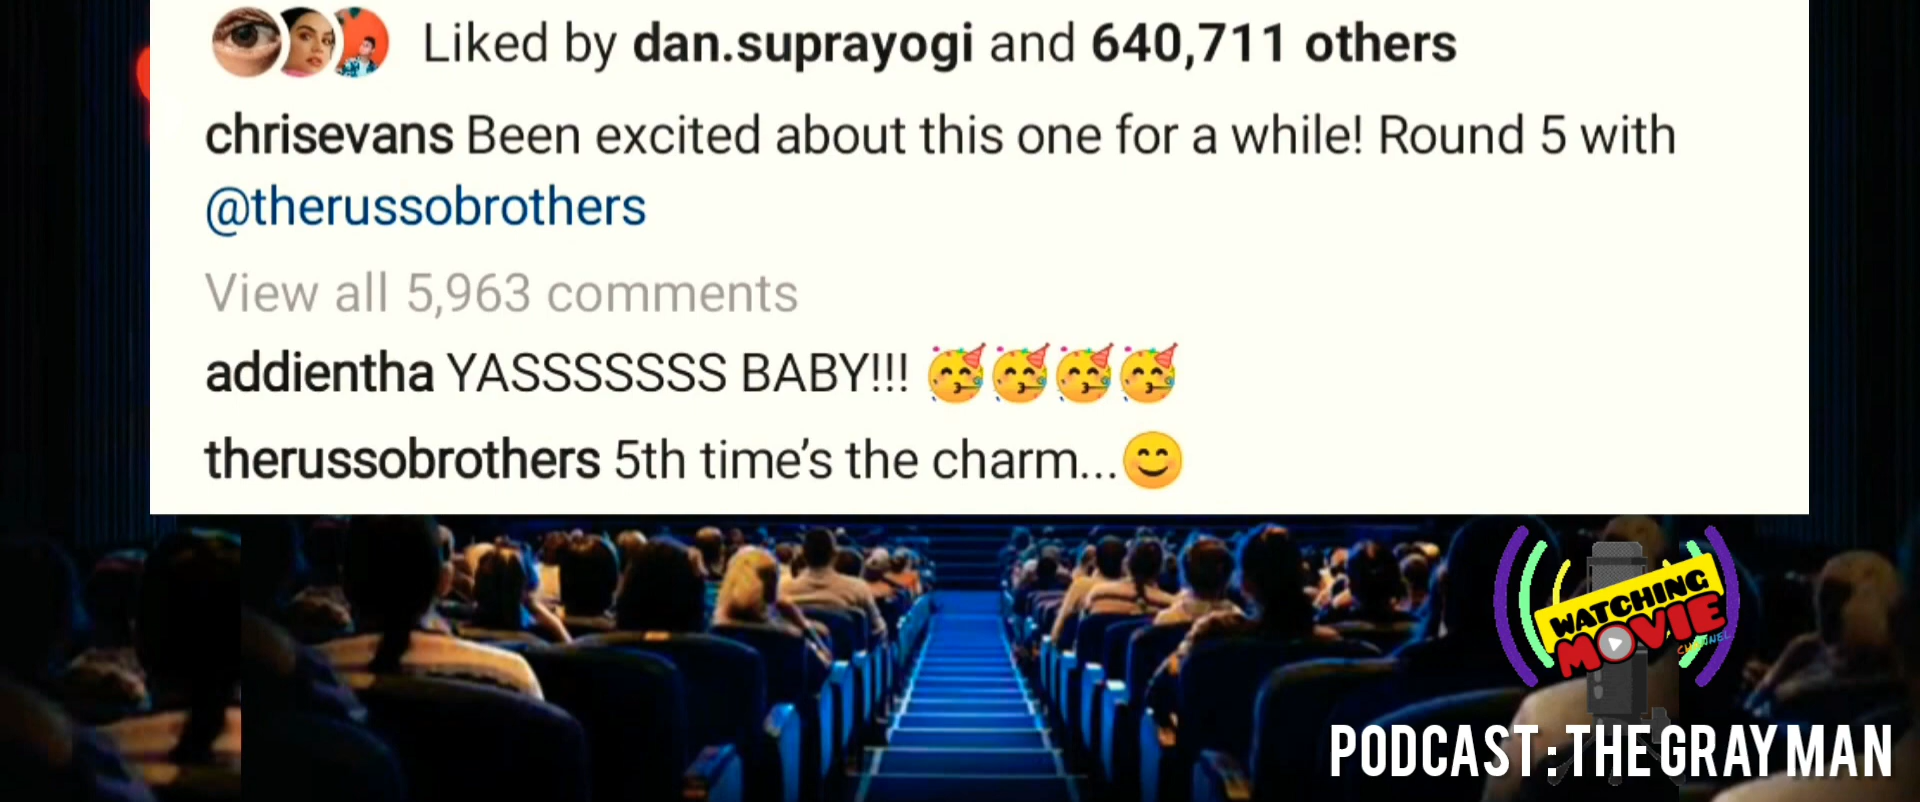 Liked by dan.suprayogi and 640,711 others
chrisevans Been excited about this one for a while! Round 5 with
@therussobrothers
View all 5,963 comments
addientha YASSSSSSS BABY!!! 🥳🥳🥳🥳
therussobrothers 5th time's the charm...😊
WATCHING
MOVIE
CHANNEL
PODCAST : THE GRAY MAN